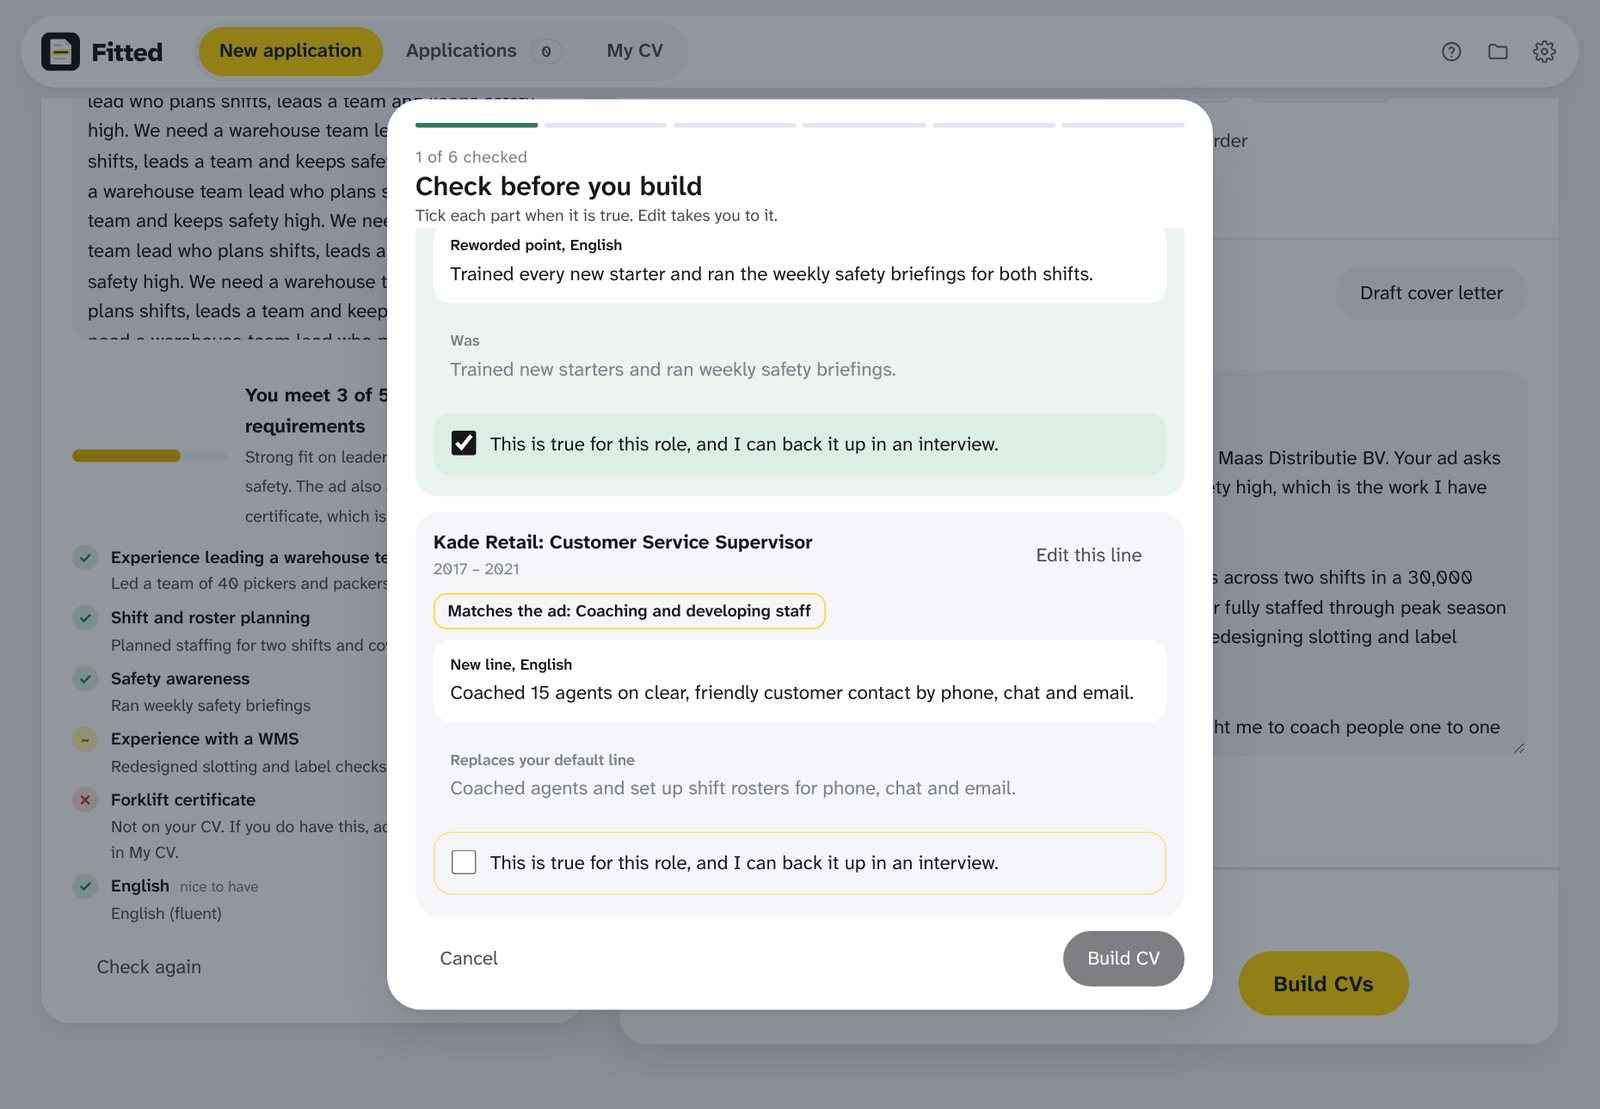 Fitted
New application
Applications 0
My CV
lead who plans shifts, leads a team and keeps safety
high. We need a warehouse team le
shifts, leads a team and keeps safe
a warehouse team lead who plans s
team and keeps safety high. We nee
team lead who plans shifts, leads a
safety high. We need a warehouse t
plans shifts, leads a team and keep
need a warehouse team lead who p
You meet 3 of 5
requirements
Strong fit on leader
safety. The ad also
certificate, which is
Experience leading a warehouse te
Led a team of 40 pickers and packers
Shift and roster planning
Planned staffing for two shifts and co
Safety awareness
Ran weekly safety briefings
~ Experience with a WMS
Redesigned slotting and label checks
Forklift certificate
Not on your CV. If you do have this, ad
in My CV.
English nice to have
English (fluent)
Check again
1 of 6 checked
Check before you build
Tick each part when it is true. Edit takes you to it.
Reworded point, English
Trained every new starter and ran the weekly safety briefings for both shifts.
Was
Trained new starters and ran weekly safety briefings.
This is true for this role, and I can back it up in an interview.
Kade Retail: Customer Service Supervisor
2017 – 2021
Edit this line
Matches the ad: Coaching and developing staff
New line, English
Coached 15 agents on clear, friendly customer contact by phone, chat and email.
Replaces your default line
Coached agents and set up shift rosters for phone, chat and email.
This is true for this role, and I can back it up in an interview.
Cancel
Build CV
rder
Draft cover letter
Maas Distributie BV. Your ad asks
ty high, which is the work I have
s across two shifts in a 30,000
r fully staffed through peak season
edesigning slotting and label
ht me to coach people one to one
Build CVs